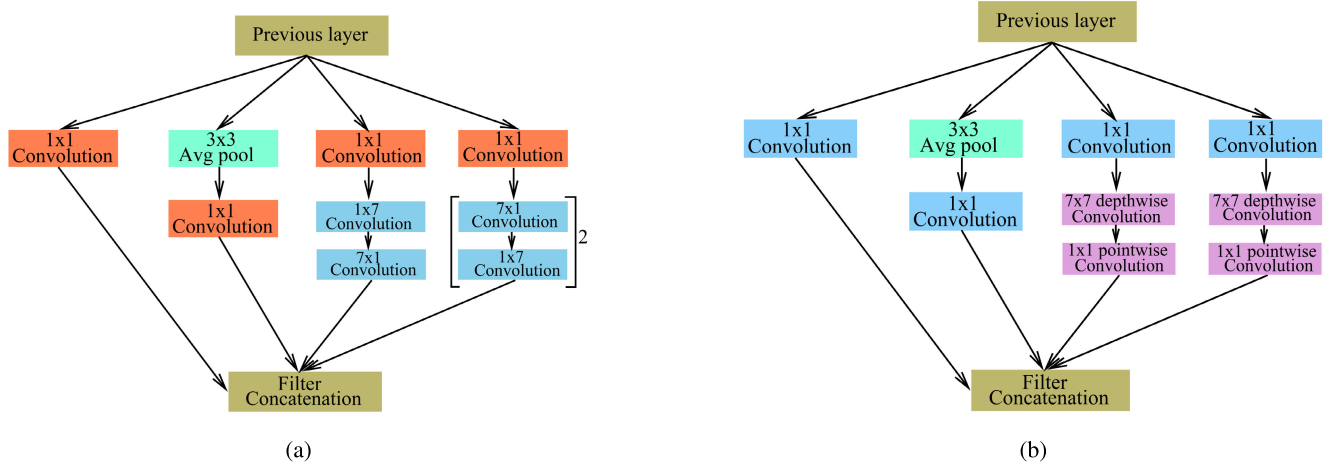 Previous layer
1x1
Convolution
3x3
Avg pool
1x1
Convolution
1x1
Convolution
1x1
Convolution
1x7
Convolution
7x1
Convolution
7x1
Convolution
1x7
Convolution
2
Filter
Concatenation
(a)
Previous layer
1x1
Convolution
3x3
Avg pool
1x1
Convolution
1x1
Convolution
1x1
Convolution
7x7 depthwise
Convolution
7x7 depthwise
Convolution
1x1 pointwise
Convolution
1x1 pointwise
Convolution
Filter
Concatenation
(b)